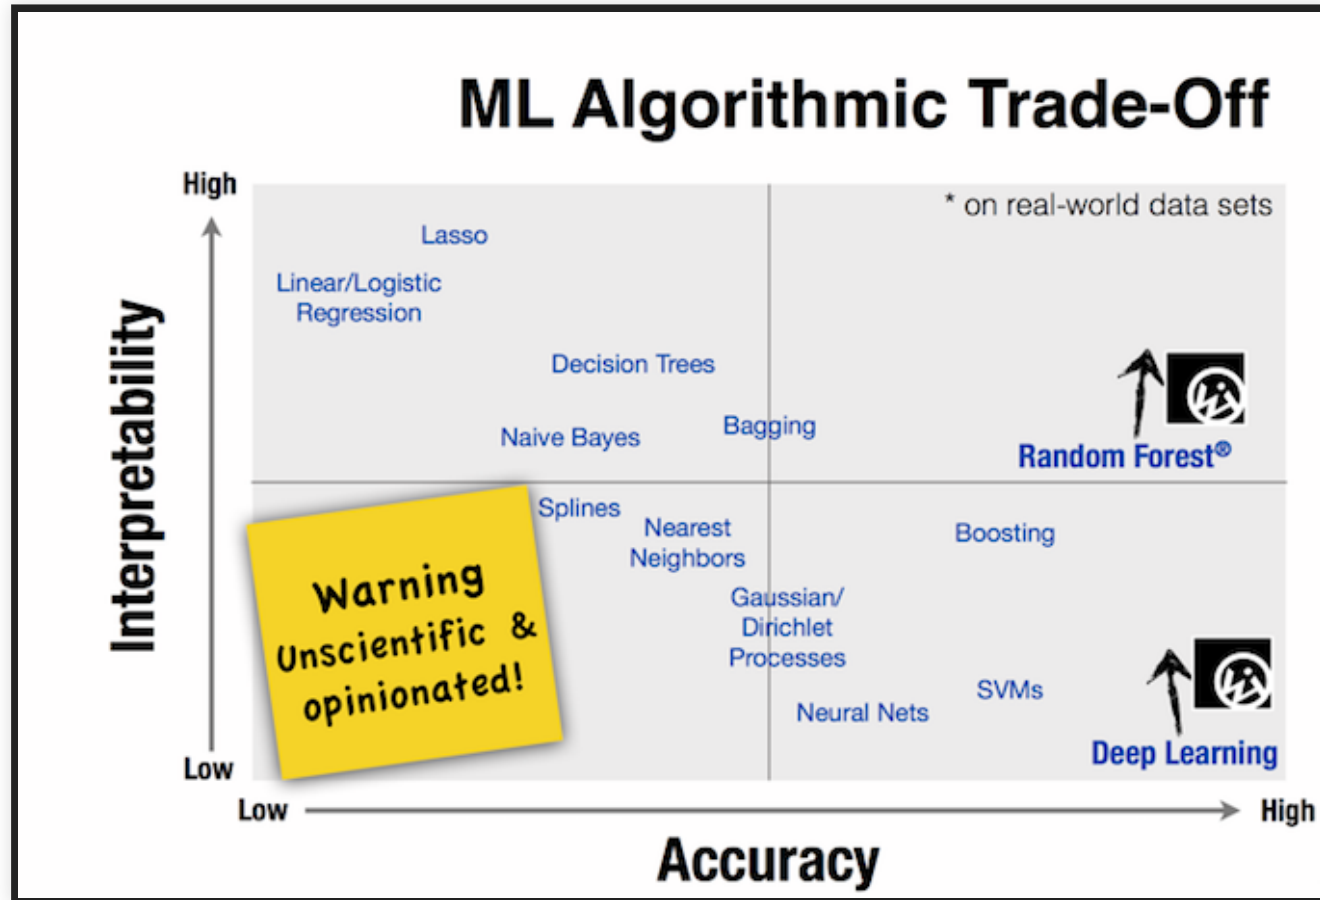 ML Algorithmic Trade-Off
High
* on real-world data sets
Lasso
Linear/Logistic
Regression
Decision Trees
Naive Bayes
Bagging
Random Forest®
Interpretability
Splines
Nearest
Neighbors
Boosting
Gaussian/
Dirichlet
Processes
SVMs
Neural Nets
Deep Learning
Warning
Unscientific &
opinionated!
Low
Low
High
Accuracy